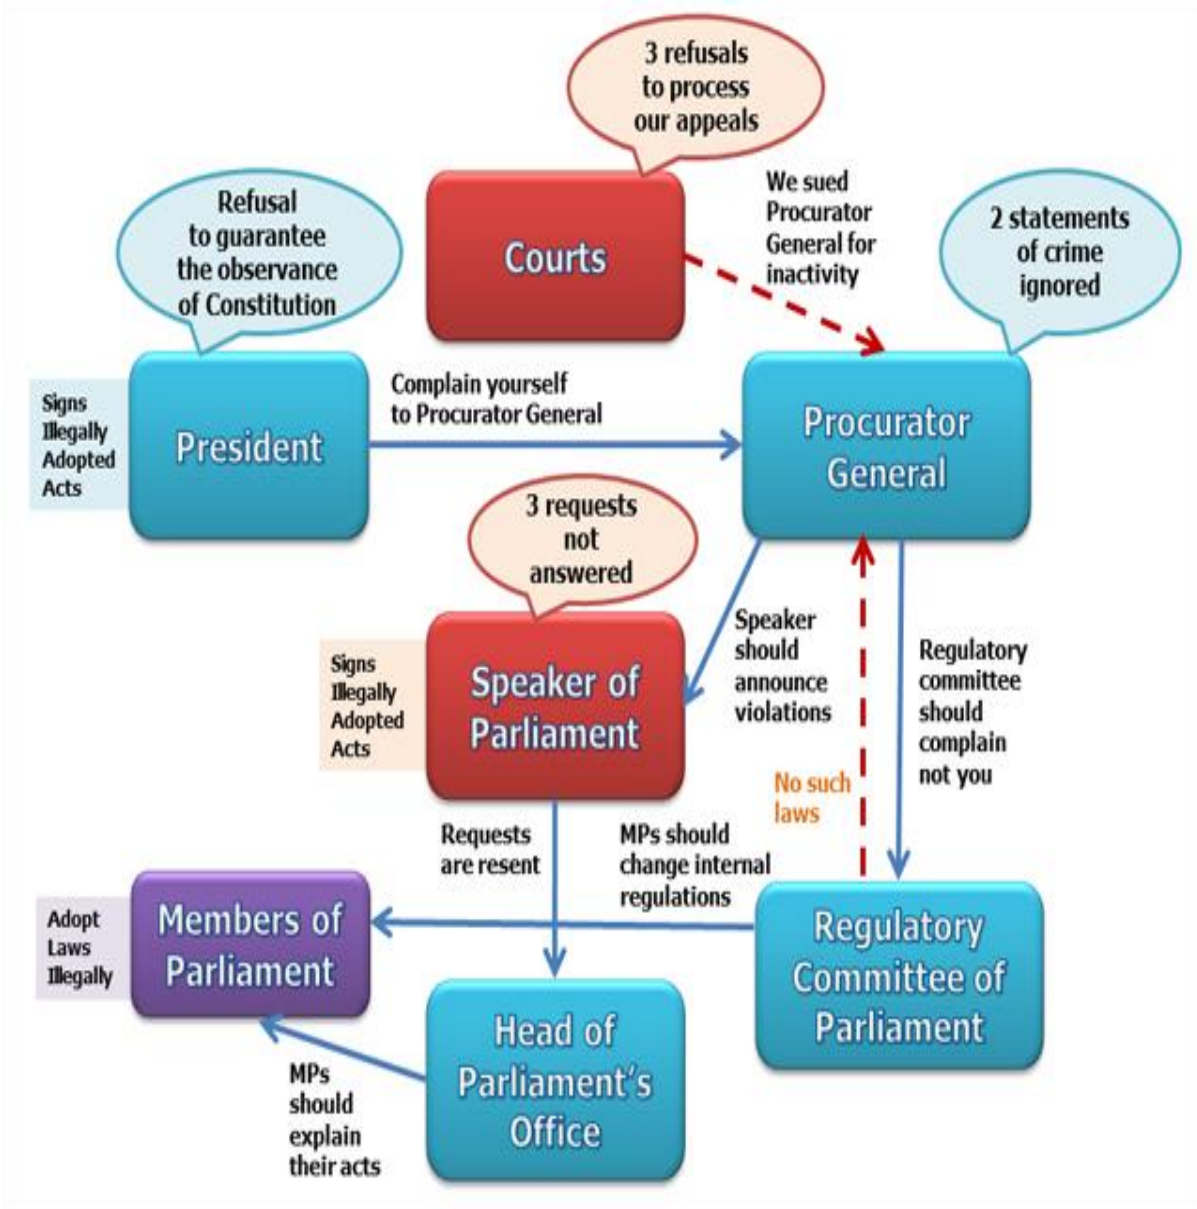 3 refusals
to process
our appeals
Courts
We sued
Procurator
General for
inactivity
Refusal
to guarantee
the observance
of Constitution
2 statements
of crime
ignored
Signs
Illegally
Adopted
Acts
President
Complain yourself
to Procurator General
Procurator
General
3 requests
not
answered
Signs
Illegally
Adopted
Acts
Speaker of
Parliament
Speaker
should
announce
violations
Regulatory
committee
should
complain
not you
No such
laws
Requests
are resent
MPs should
change internal
regulations
Adopt
Laws
Illegally
Members of
Parliament
Regulatory
Committee of
Parliament
Head of
Parliament's
Office
MPs
should
explain
their acts